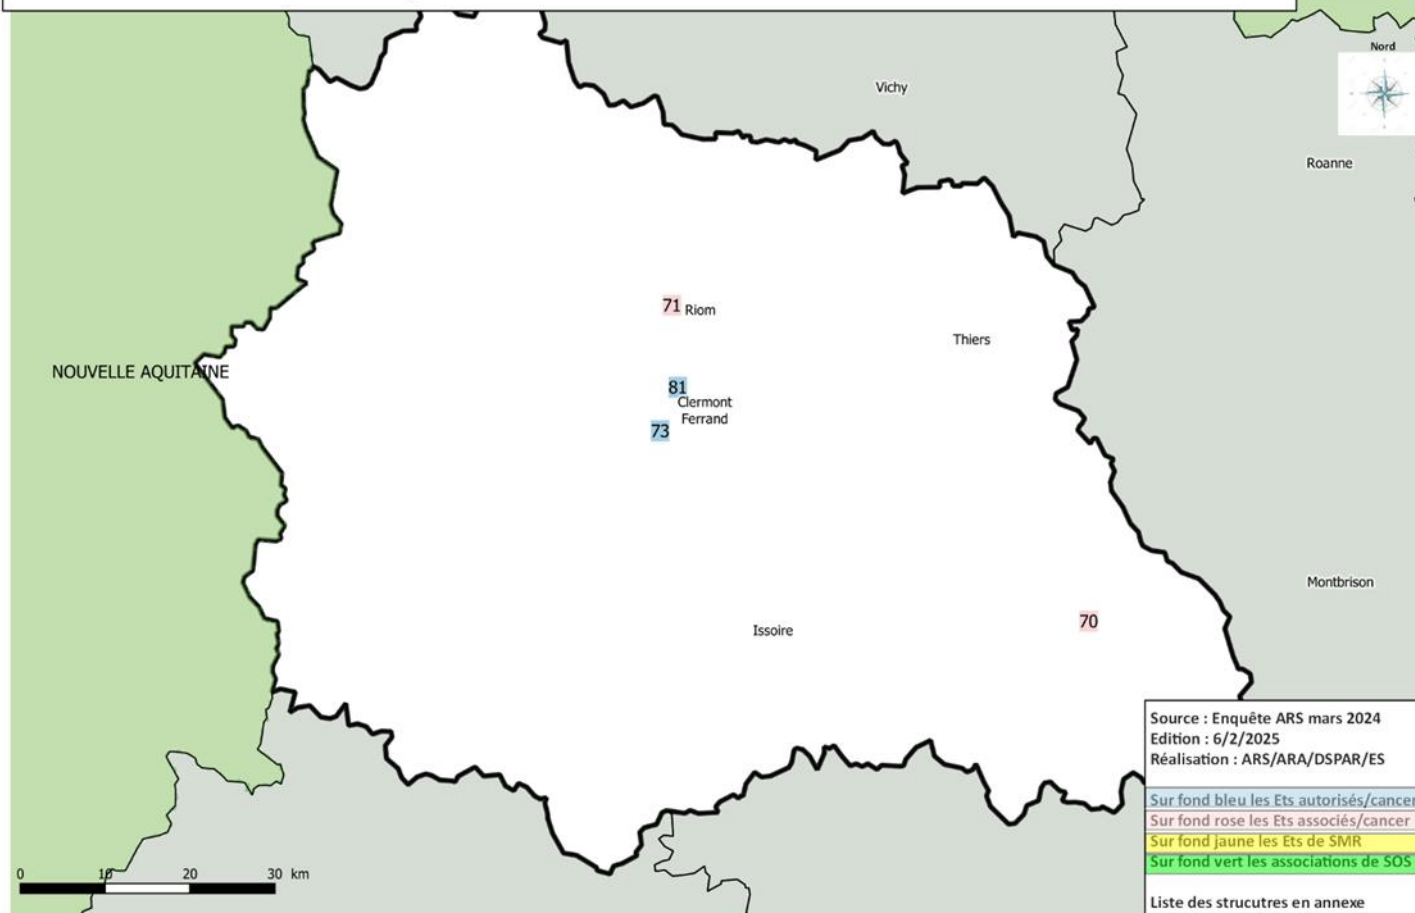 Nord
Vichy
Roanne
71 Riom
Thiers
NOUVELLE AQUITAINE
81
Clermont
Ferrand
73
Montbrison
70
Issoire
Source : Enquête ARS mars 2024
Edition : 6/2/2025
Réalisation : ARS/ARA/DSPAR/ES
Sur fond bleu les Ets autorisés/cancer
Sur fond rose les Ets associés/cancer
Sur fond jaune les Ets de SMR
Sur fond vert les associations de SOS
Liste des strucutres en annexe
0 10 20 30 km